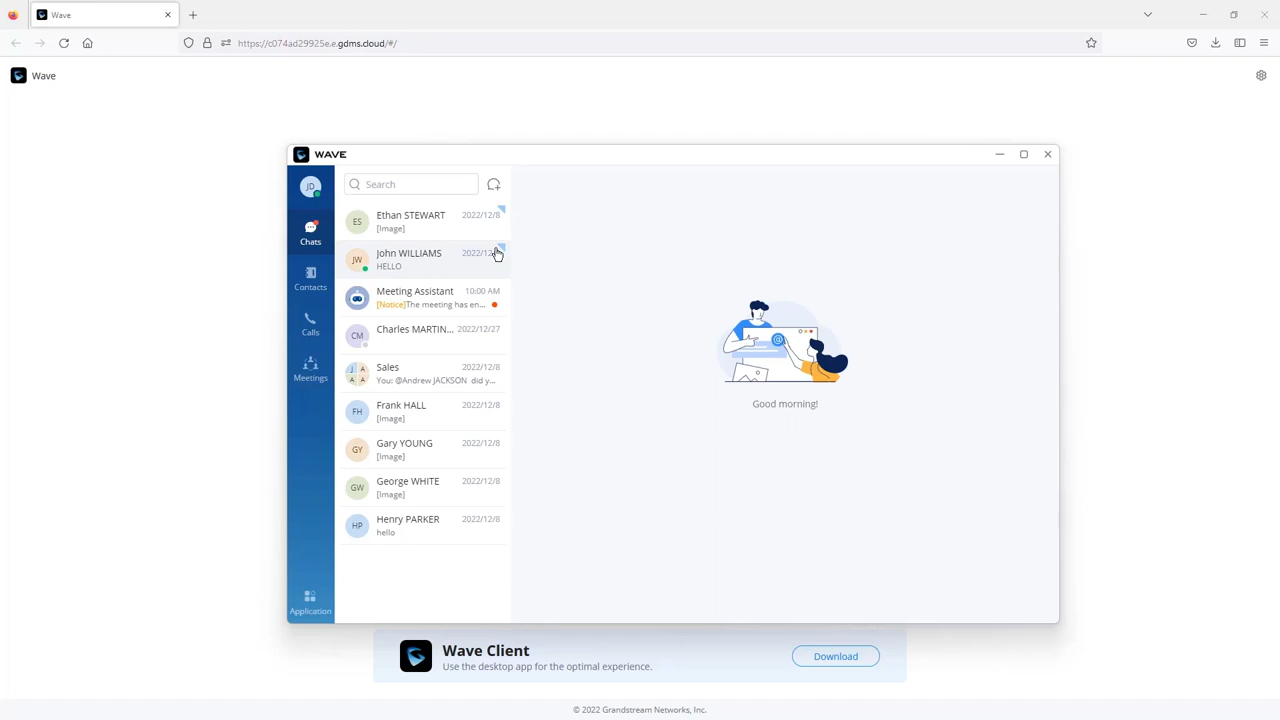 Wave
https://c074ad29925e.e.gdms.cloud/#/
Wave
WAVE
JD
Chats
Contacts
Calls
Meetings
Application
Search
ES
Ethan STEWART
2022/12/8
[Image]
JW
John WILLIAMS
2022/12
HELLO
Meeting Assistant
10:00 AM
[Notice]The meeting has en...
CM
Charles MARTIN...
2022/12/27
J A
A A
Sales
2022/12/8
You: @Andrew JACKSON did y...
FH
Frank HALL
2022/12/8
[Image]
GY
Gary YOUNG
2022/12/8
[Image]
GW
George WHITE
2022/12/8
[Image]
HP
Henry PARKER
2022/12/8
hello
@
Good morning!
Wave Client
Use the desktop app for the optimal experience.
Download
© 2022 Grandstream Networks, Inc.